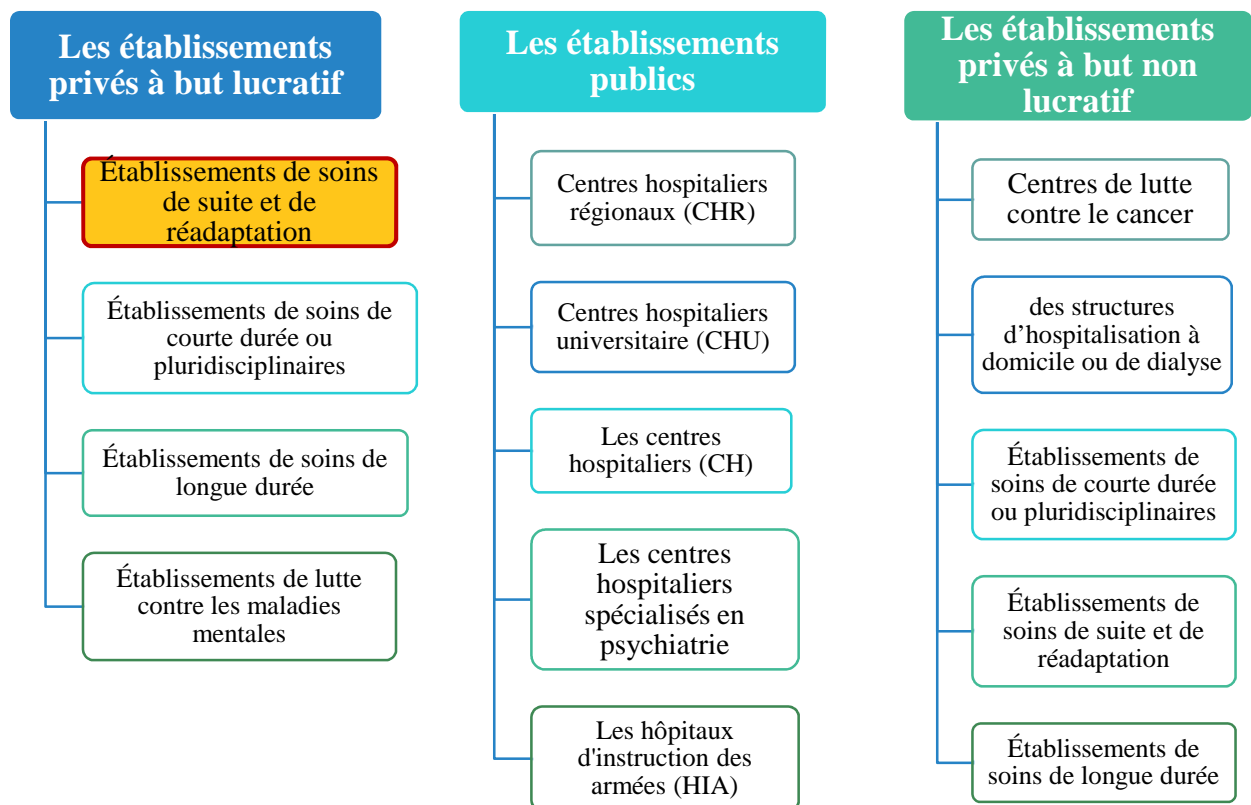 Les établissements
privés à but lucratif
Établissements de soins
de suite et de
réadaptation
Établissements de soins de
courte durée ou
pluridisciplinaires
Établissements de soins de
longue durée
Établissements de lutte
contre les maladies
mentales
Les établissements
publics
Centres hospitaliers
régionaux (CHR)
Centres hospitaliers
universitaire (CHU)
Les centres
hospitaliers (CH)
Les centres
hospitaliers
spécialisés en
psychiatrie
Les hôpitaux
d'instruction des
armées (HIA)
Les établissements
privés à but non
lucratif
Centres de lutte
contre le cancer
des structures
d’hospitalisation à
domicile ou de dialyse
Établissements de
soins de courte durée
ou pluridisciplinaires
Établissements de
soins de suite et de
réadaptation
Établissements de
soins de longue durée